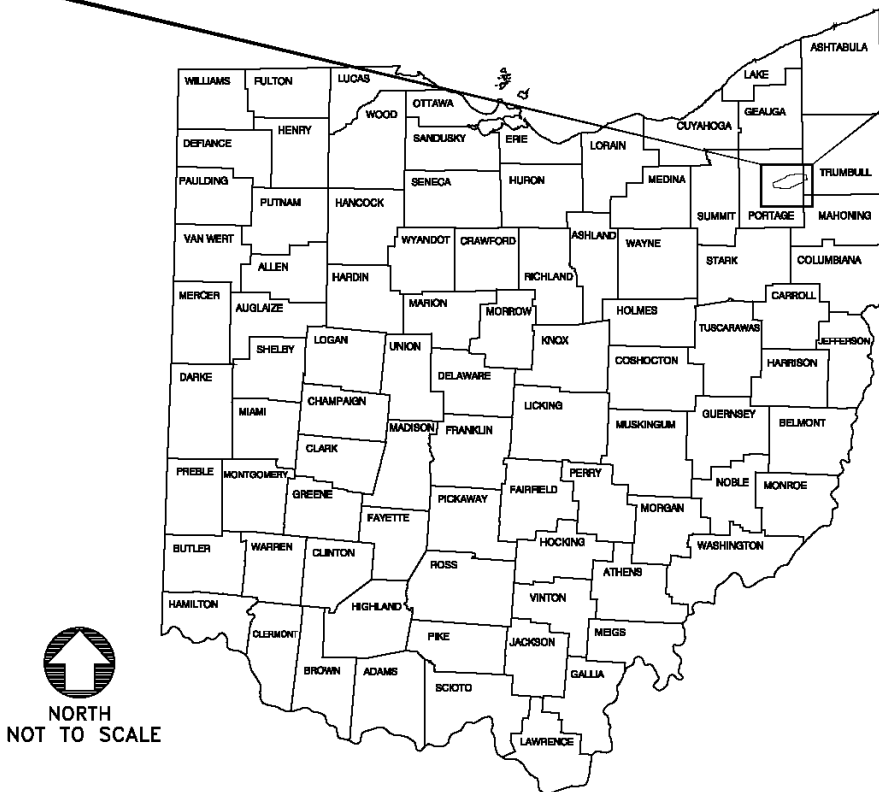 ASHTABULA
LAKE
WILLIAMS
FULTON
LUCAS
OTTAWA
GEAUGA
WOOD
CUYAHOGA
HENRY
SANDUSKY
ERIE
DEFIANCE
LORAIN
TRUMBULL
PAULDING
SENECA
HURON
MEDINA
PUTNAM
HANCOCK
SUMMIT
PORTAGE
MAHONING
VAN WERT
WYANDOT
CRAWFORD
ASHLAND
WAYNE
ALLEN
STARK
COLUMBIANA
HARDIN
RICHLAND
MERCER
AUGLAIZE
MARION
MORROW
HOLMES
CARROLL
TUSCARAWAS
LOGAN
UNION
KNOX
JEFFERSON
SHELBY
COSHOCTON
HARRISON
DARKE
DELAWARE
CHAMPAIGN
LICKING
MIAMI
GUERNSEY
MADISON
FRANKLIN
MUSKINGUM
BELMONT
CLARK
PREBLE
MONTGOMERY
PERRY
NOBLE
MONROE
GREENE
PICKAWAY
FAIRFIELD
MORGAN
FAYETTE
BUTLER
WARREN
CLINTON
HOCKING
WASHINGTON
ROSS
ATHENS
HAMILTON
HIGHLAND
VINTON
CLERMONT
PIKE
JACKSON
MEIGS
BROWN
ADAMS
GALLIA
SCIOTO
LAWRENCE
NORTH
NOT TO SCALE